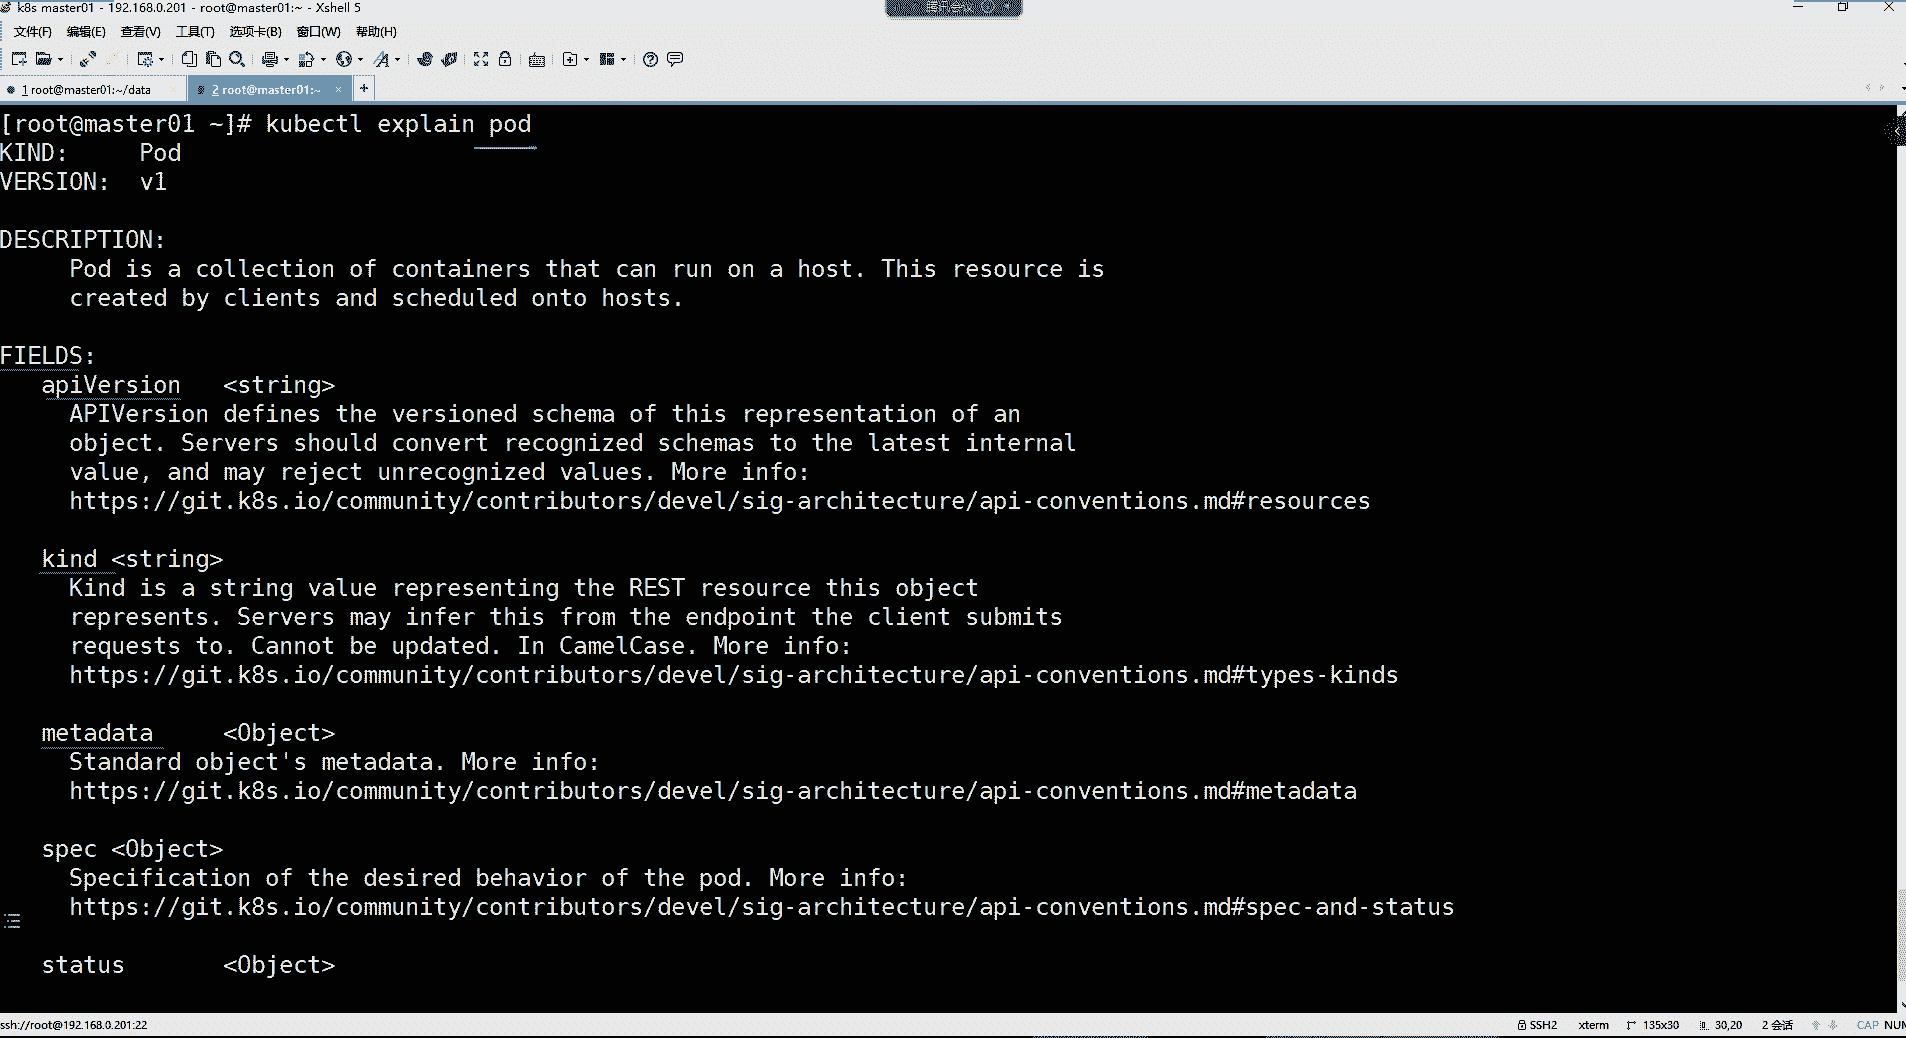 k8s master01 - 192.168.0.201 - root@master01:~ - Xshell 5
腾讯会议
文件(F) 编辑(E) 查看(V) 工具(T) 选项卡(B) 窗口(W) 帮助(H)
1 root@master01:~/data
2 root@master01:~
[root@master01 ~]# kubectl explain pod
KIND:     Pod
VERSION:  v1
DESCRIPTION:
Pod is a collection of containers that can run on a host. This resource is
created by clients and scheduled onto hosts.
FIELDS:
apiVersion   <string>
APIVersion defines the versioned schema of this representation of an
object. Servers should convert recognized schemas to the latest internal
value, and may reject unrecognized values. More info:
https://git.k8s.io/community/contributors/devel/sig-architecture/api-conventions.md#resources
kind <string>
Kind is a string value representing the REST resource this object
represents. Servers may infer this from the endpoint the client submits
requests to. Cannot be updated. In CamelCase. More info:
https://git.k8s.io/community/contributors/devel/sig-architecture/api-conventions.md#types-kinds
metadata     <Object>
Standard object's metadata. More info:
https://git.k8s.io/community/contributors/devel/sig-architecture/api-conventions.md#metadata
spec <Object>
Specification of the desired behavior of the pod. More info:
https://git.k8s.io/community/contributors/devel/sig-architecture/api-conventions.md#spec-and-status
status       <Object>
ssh://root@192.168.0.201:22
SSH2 xterm 135x30 30,20 2 会话 CAP NUM